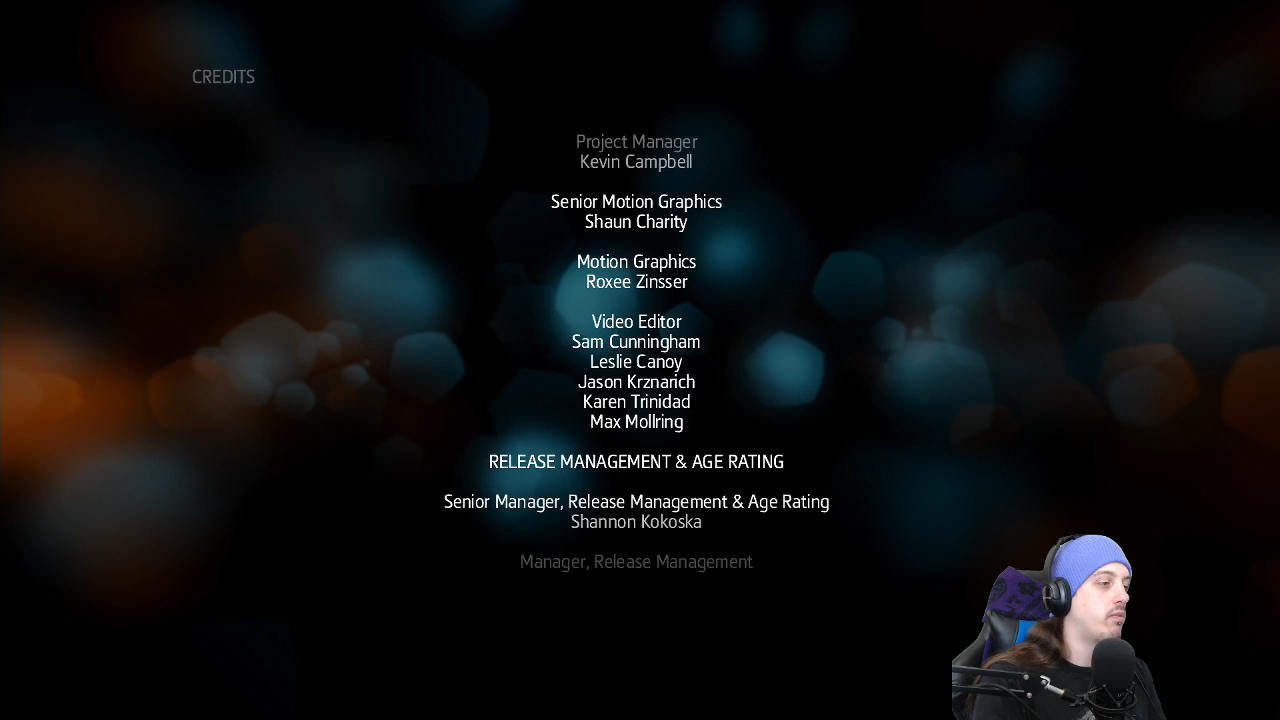 CREDITS
Project Manager
Kevin Campbell
Senior Motion Graphics
Shaun Charity
Motion Graphics
Roxee Zinsser
Video Editor
Sam Cunningham
Leslie Canoy
Jason Krznarich
Karen Trinidad
Max Mollring
RELEASE MANAGEMENT & AGE RATING
Senior Manager, Release Management & Age Rating
Shannon Kokoska
Manager, Release Management